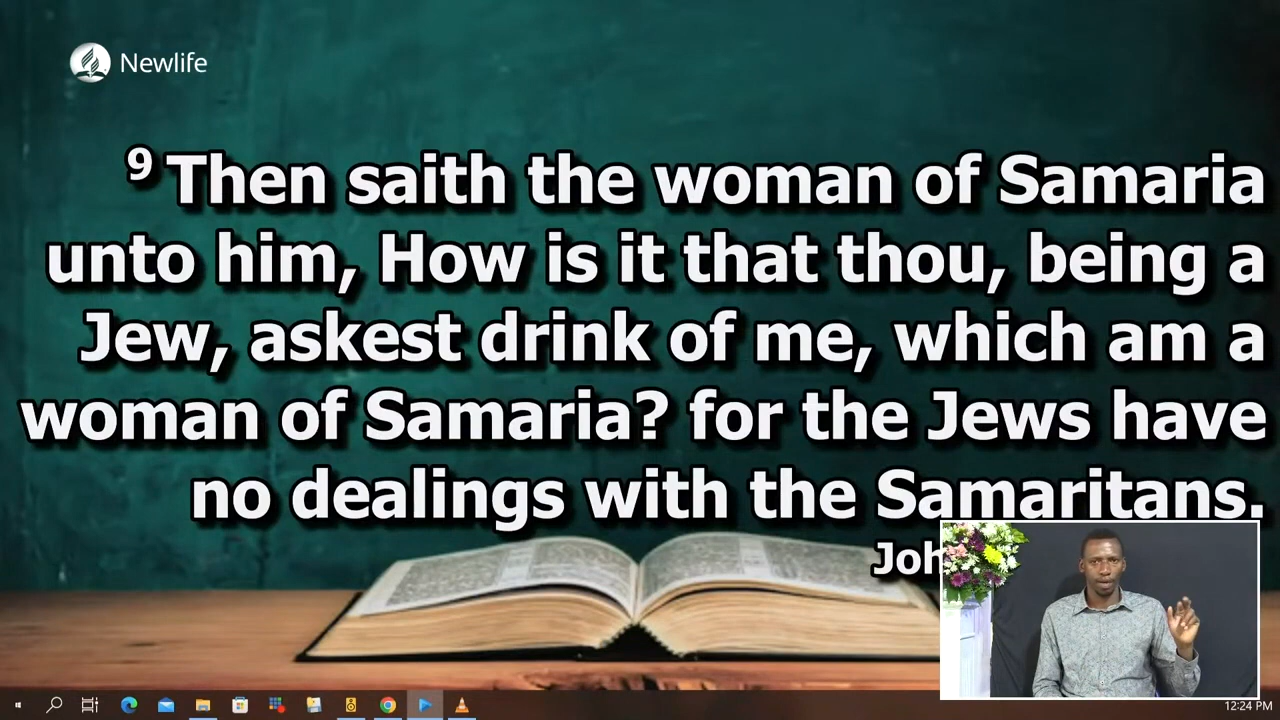 Newlife
9 Then saith the woman of Samaria
unto him, How is it that thou, being a
Jew, askest drink of me, which am a
woman of Samaria? for the Jews have
no dealings with the Samaritans.
Joh
12:24 PM